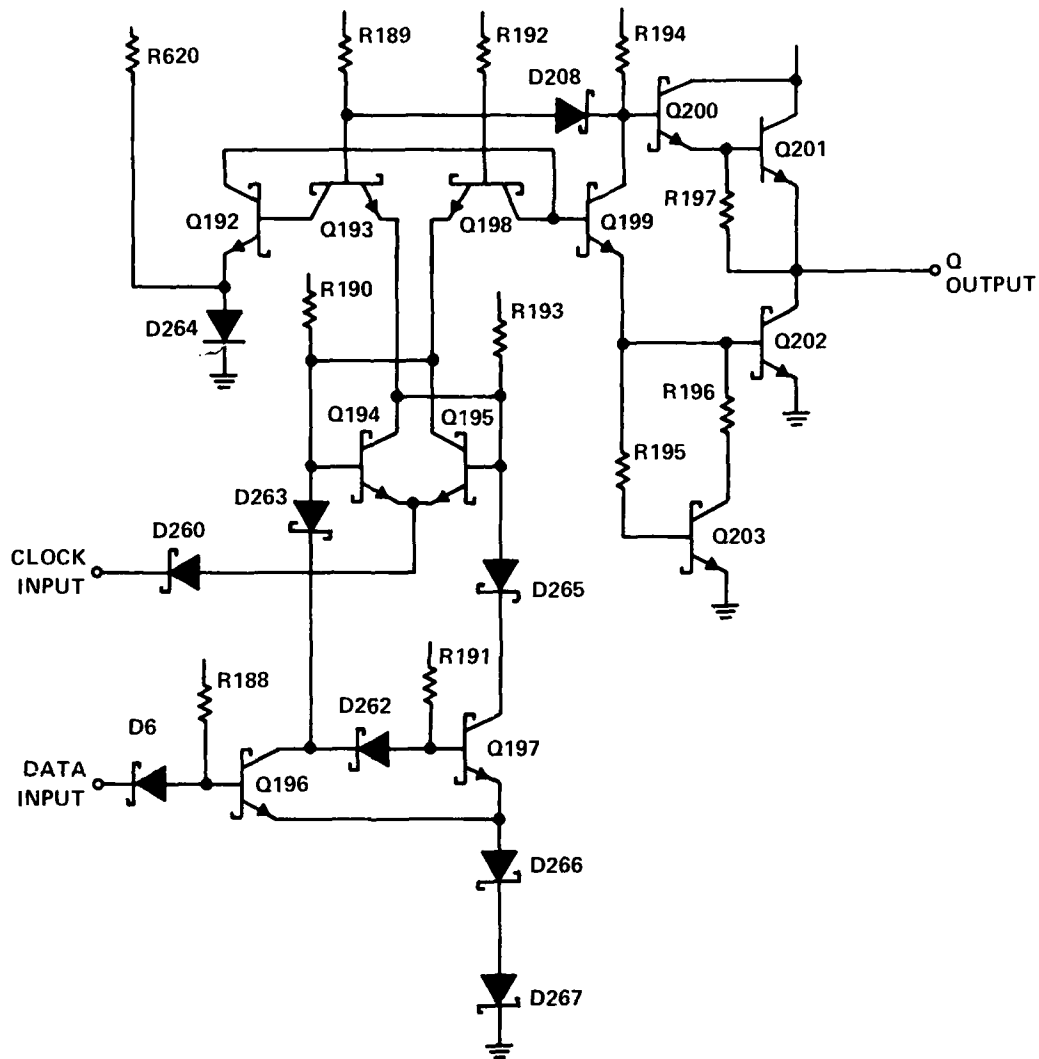 R620
R189
R192
R194
D208
Q200
Q201
R197
Q192
Q193
Q198
Q199
Q
OUTPUT
R190
R193
D264
Q202
Q194
Q195
R196
R195
D263
D260
CLOCK
INPUT
Q203
D265
R188
R191
D6
D262
DATA
INPUT
Q196
Q197
D266
D267